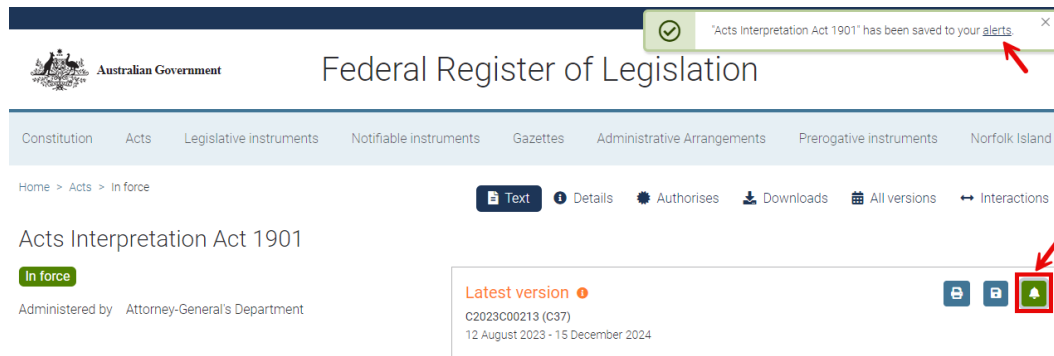 "Acts Interpretation Act 1901" has been saved to your alerts.
Australian Government
Federal Register of Legislation
Constitution Acts Legislative instruments Notifiable instruments Gazettes Administrative Arrangements Prerogative instruments Norfolk Island
Home > Acts > In force
Text Details Authorises Downloads All versions Interactions
Acts Interpretation Act 1901
In force
Administered by Attorney-General's Department
Latest version
C2023C00213 (C37)
12 August 2023 - 15 December 2024